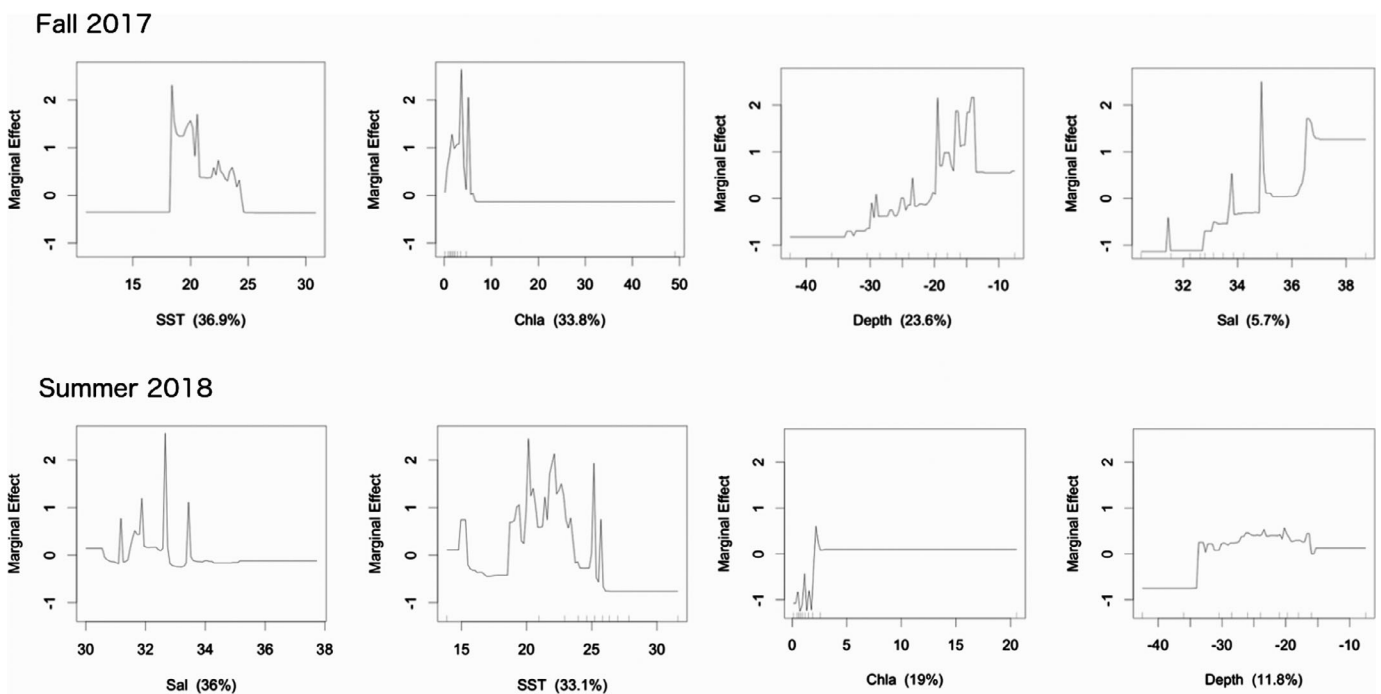 Fall 2017
Marginal Effect
2
1
0
-1
15 20 25 30
SST (36.9%)
Marginal Effect
2
1
0
-1
0 10 20 30 40 50
Chla (33.8%)
Marginal Effect
2
1
0
-1
-40 -30 -20 -10
Depth (23.6%)
Marginal Effect
2
1
0
-1
32 34 36 38
Sal (5.7%)
Summer 2018
Marginal Effect
2
1
0
-1
30 32 34 36 38
Sal (36%)
Marginal Effect
2
1
0
-1
15 20 25 30
SST (33.1%)
Marginal Effect
2
1
0
-1
0 5 10 15 20
Chla (19%)
Marginal Effect
2
1
0
-1
-40 -30 -20 -10
Depth (11.8%)